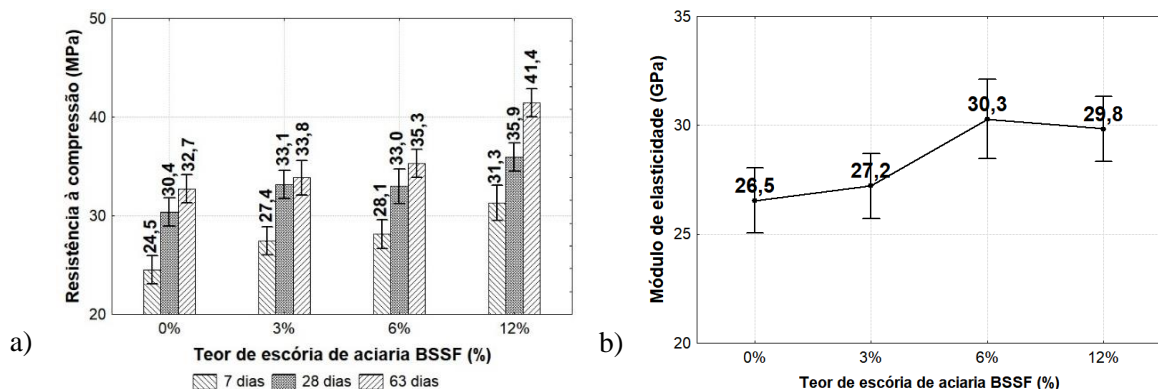 a)
Resistência à compressão (MPa)
50
40
30
20
24,5
30,4
32,7
27,4
33,1
33,8
28,1
33,0
35,3
31,3
35,9
41,4
0% 3% 6% 12%
Teor de escória de aciaria BSSF (%)
7 dias 28 dias 63 dias
b)
Módulo de elasticidade (GPa)
35
30
25
20
26,5
27,2
30,3
29,8
0% 3% 6% 12%
Teor de escória de aciaria BSSF (%)